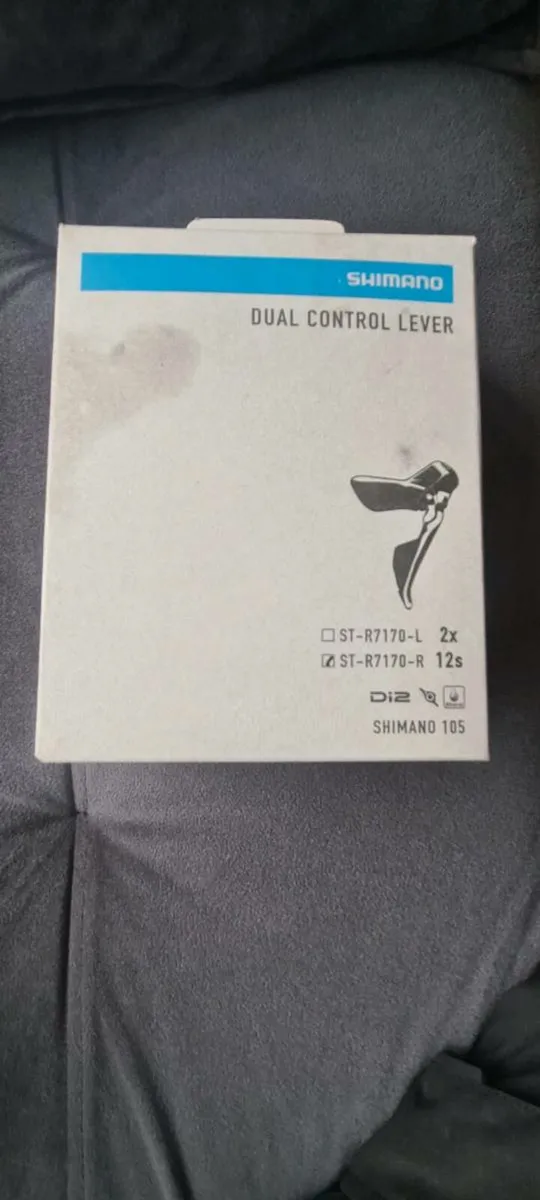 SHIMANO
DUAL CONTROL LEVER
ST-R7170-L 2x
ST-R7170-R 12s
Di2
SHIMANO 105